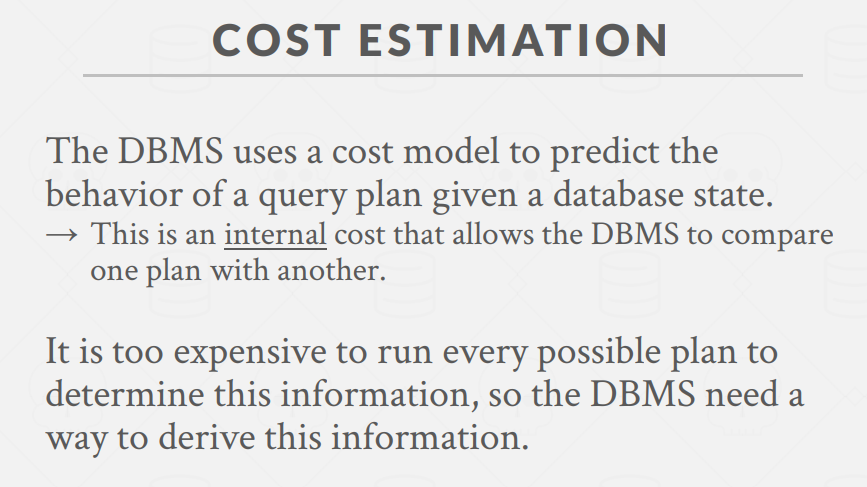 COST ESTIMATION
The DBMS uses a cost model to predict the
behavior of a query plan given a database state.
→ This is an internal cost that allows the DBMS to compare
one plan with another.
It is too expensive to run every possible plan to
determine this information, so the DBMS need a
way to derive this information.